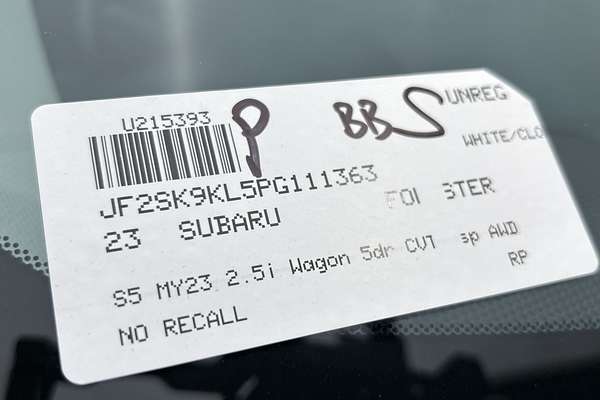 U215393 P BBS UNREG
WHITE/CLO
JF2SK9KL5PG111363
23 SUBARU
S5 MY23 2.5i Wagon 5dr CVT sp AWD
NO RECALL RP